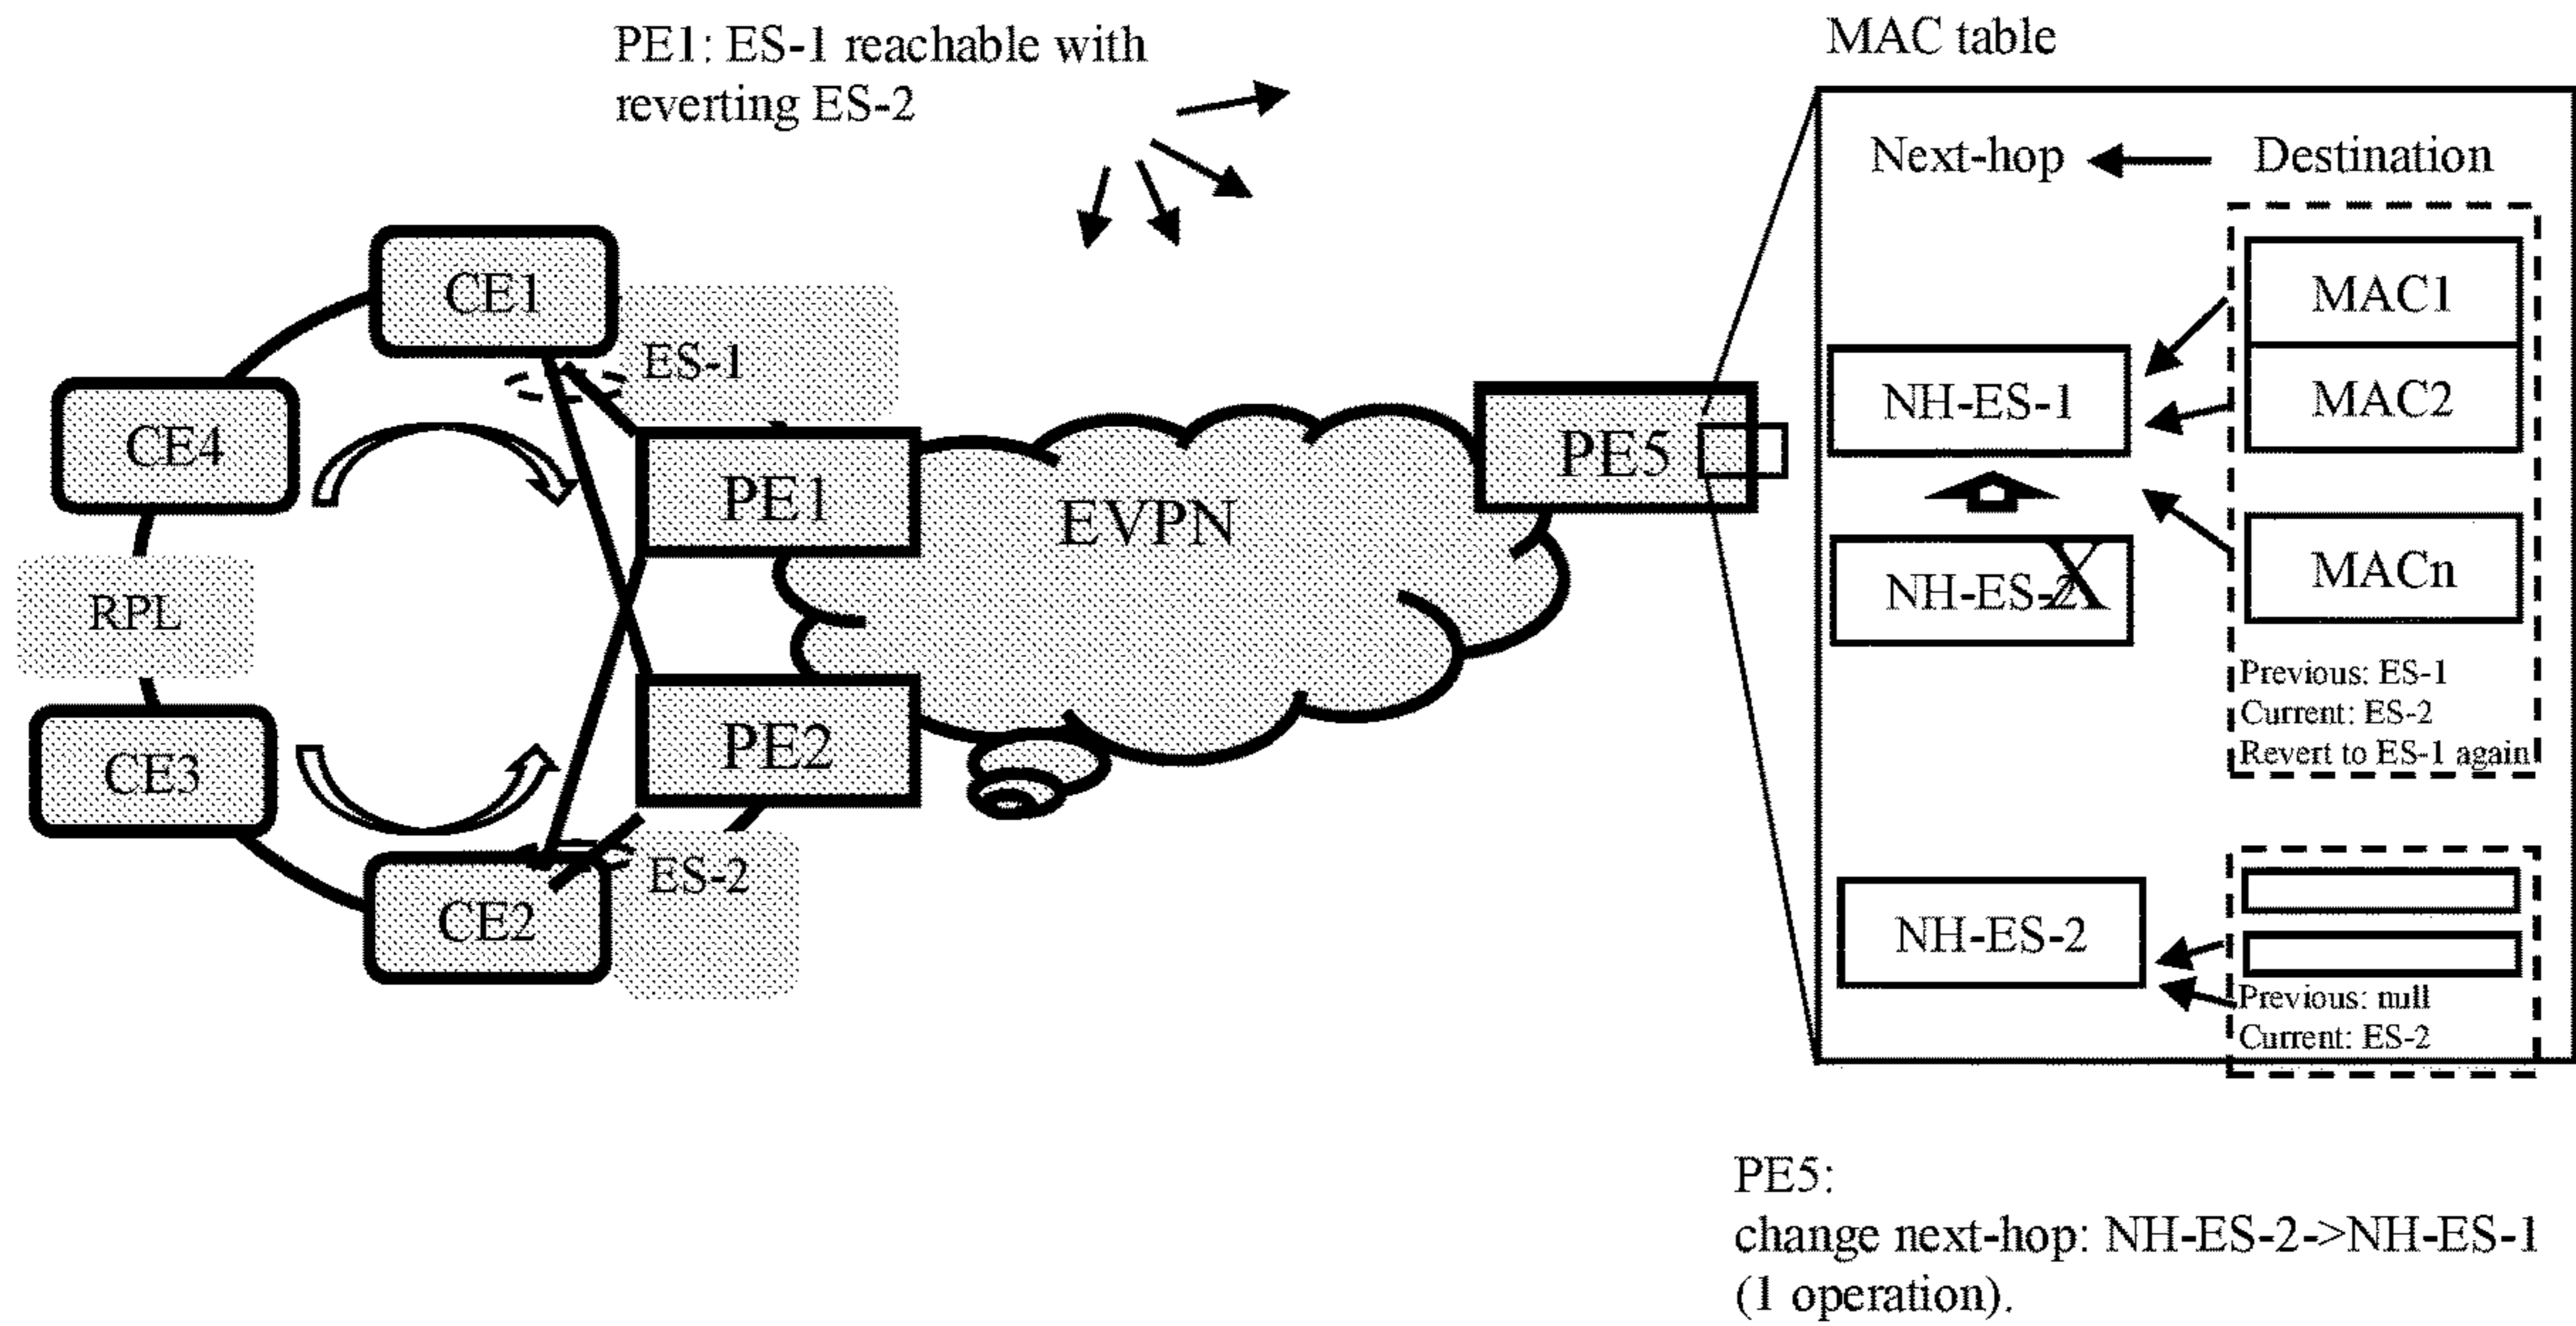 PE1: ES-1 reachable with
reverting ES-2
MAC table
Next-hop
Destination
CE1
ES-1
CE4
PE1
EVPN
PE5
RPL
CE3
PE2
ES-2
CE2
MAC1
NH-ES-1
MAC2
NH-ES-2
X
MACn
Previous: ES-1
Current: ES-2
Revert to ES-1 again
NH-ES-2
Previous: null
Current: ES-2
PE5:
change next-hop: NH-ES-2->NH-ES-1
(1 operation).